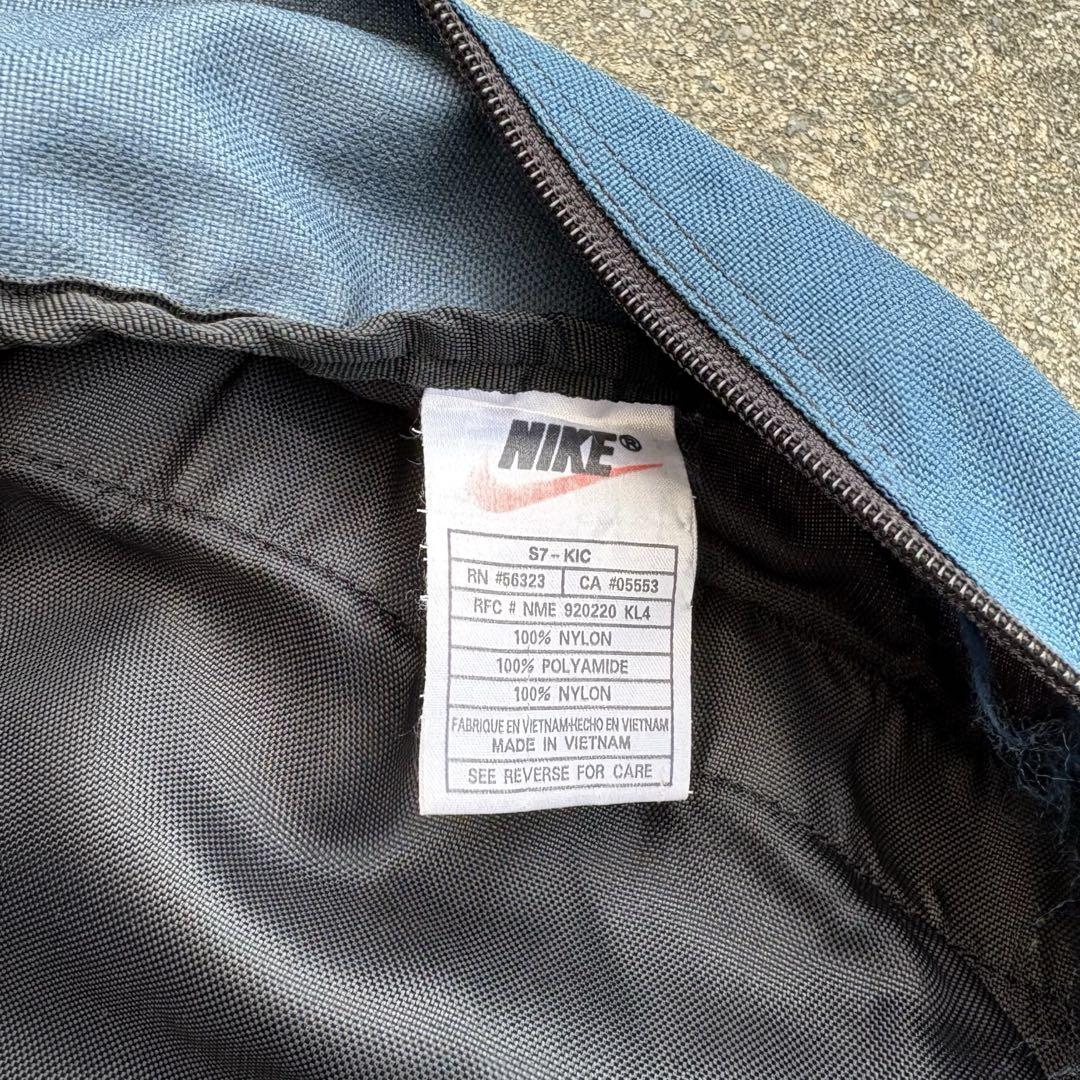 NIKE®
S7-KIC
RN #56323 CA #05553
RFC # NME 920220 KL4
100% NYLON
100% POLYAMIDE
100% NYLON
FABRIQUE EN VIETNAM·HECHO EN VIETNAM
MADE IN VIETNAM
SEE REVERSE FOR CARE